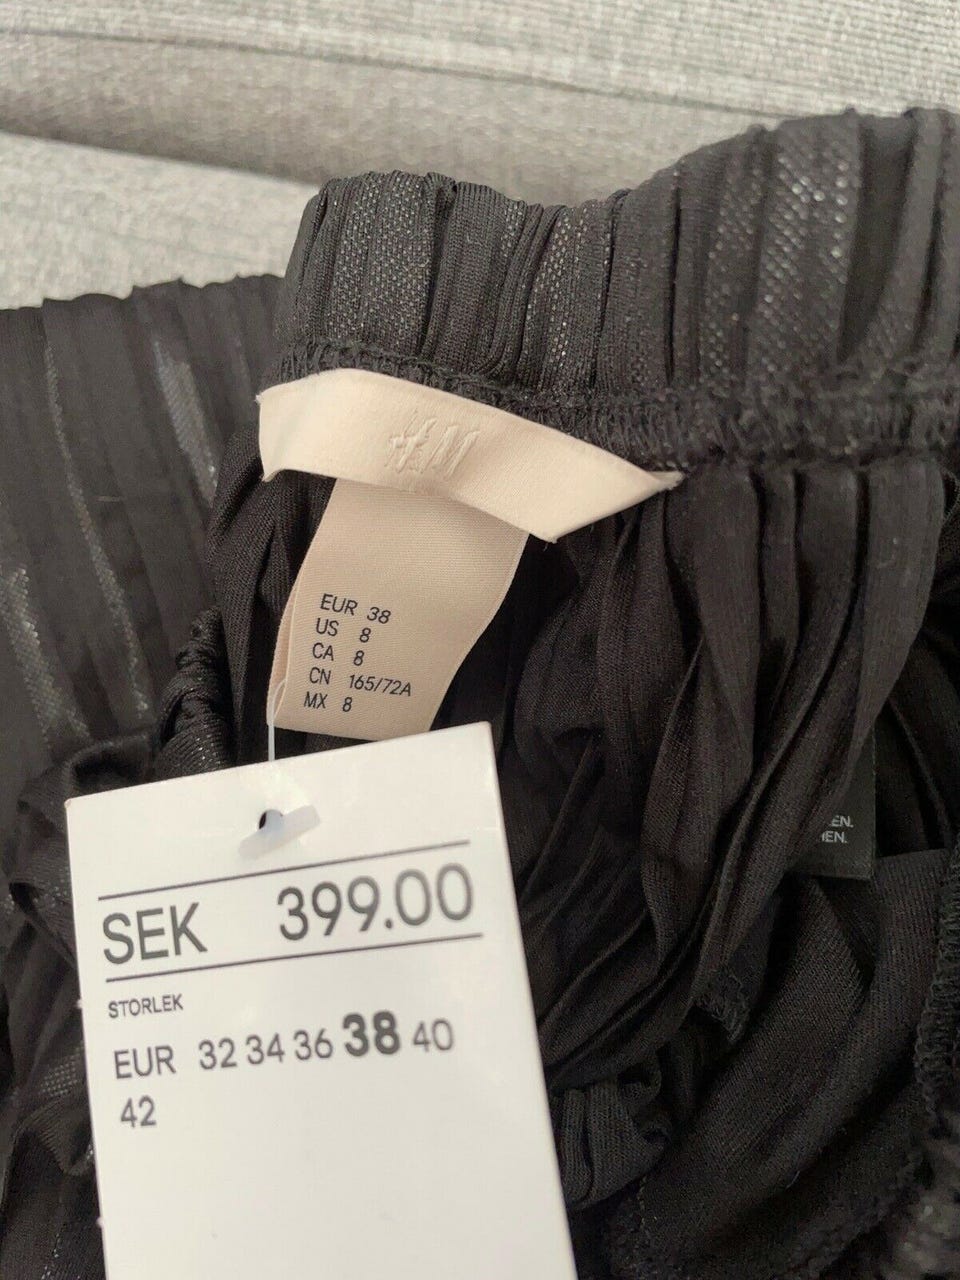 H&M
EUR 38
US 8
CA 8
CN 165/72A
MX 8
SEK 399.00
STORLEK
EUR 32 34 36 38 40
42